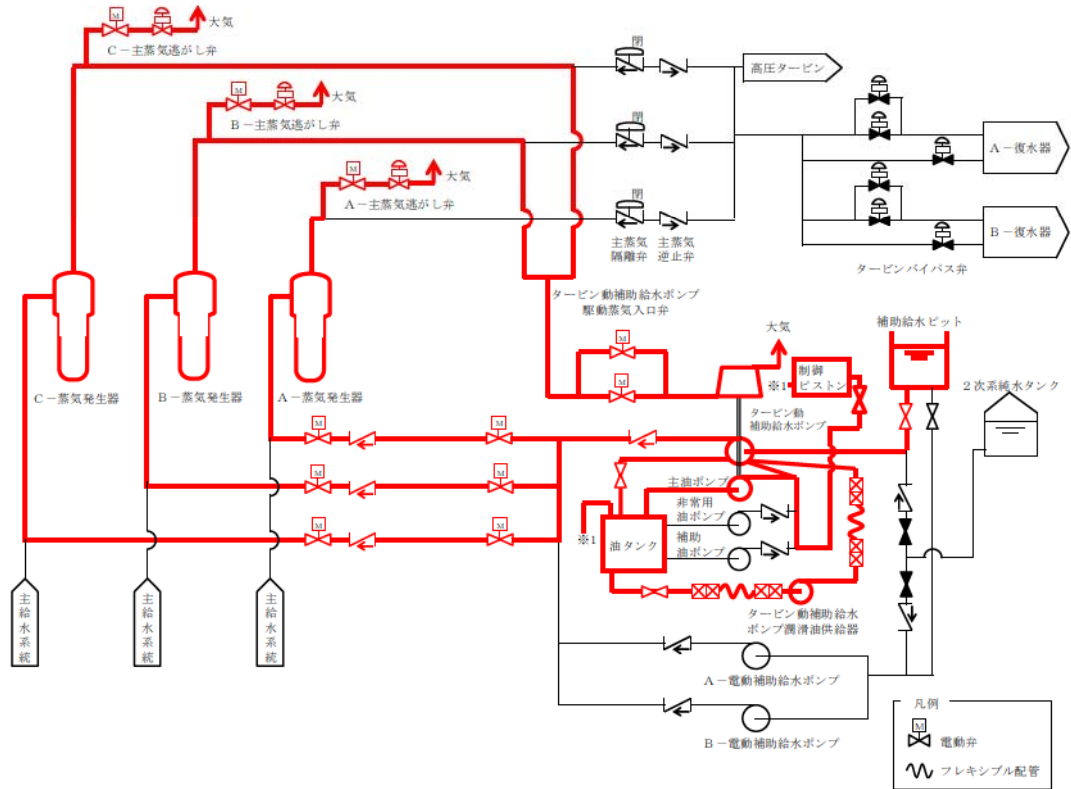 大気
M
C－主蒸気逃がし弁
閉
高圧タービン
大気
M
B－主蒸気逃がし弁
閉
A－復水器
大気
M
A－主蒸気逃がし弁
閉
B－復水器
主蒸気
隔離弁
主蒸気
逆止弁
タービンバイパス弁
タービン動補助給水ポンプ
駆動蒸気入口弁
大気
補助給水ピット
M
M
制御
ピストン
※1
2次系純水タンク
C－蒸気発生器
B－蒸気発生器
A－蒸気発生器
タービン動
補助給水ポンプ
M
M
M
M
M
M
主油ポンプ
非常用
油ポンプ
補助
油ポンプ
※1
油タンク
タービン動補助給水
ポンプ潤滑油供給器
主給水系統
主給水系統
主給水系統
A－電動補助給水ポンプ
B－電動補助給水ポンプ
凡例
M
電動弁
フレキシブル配管